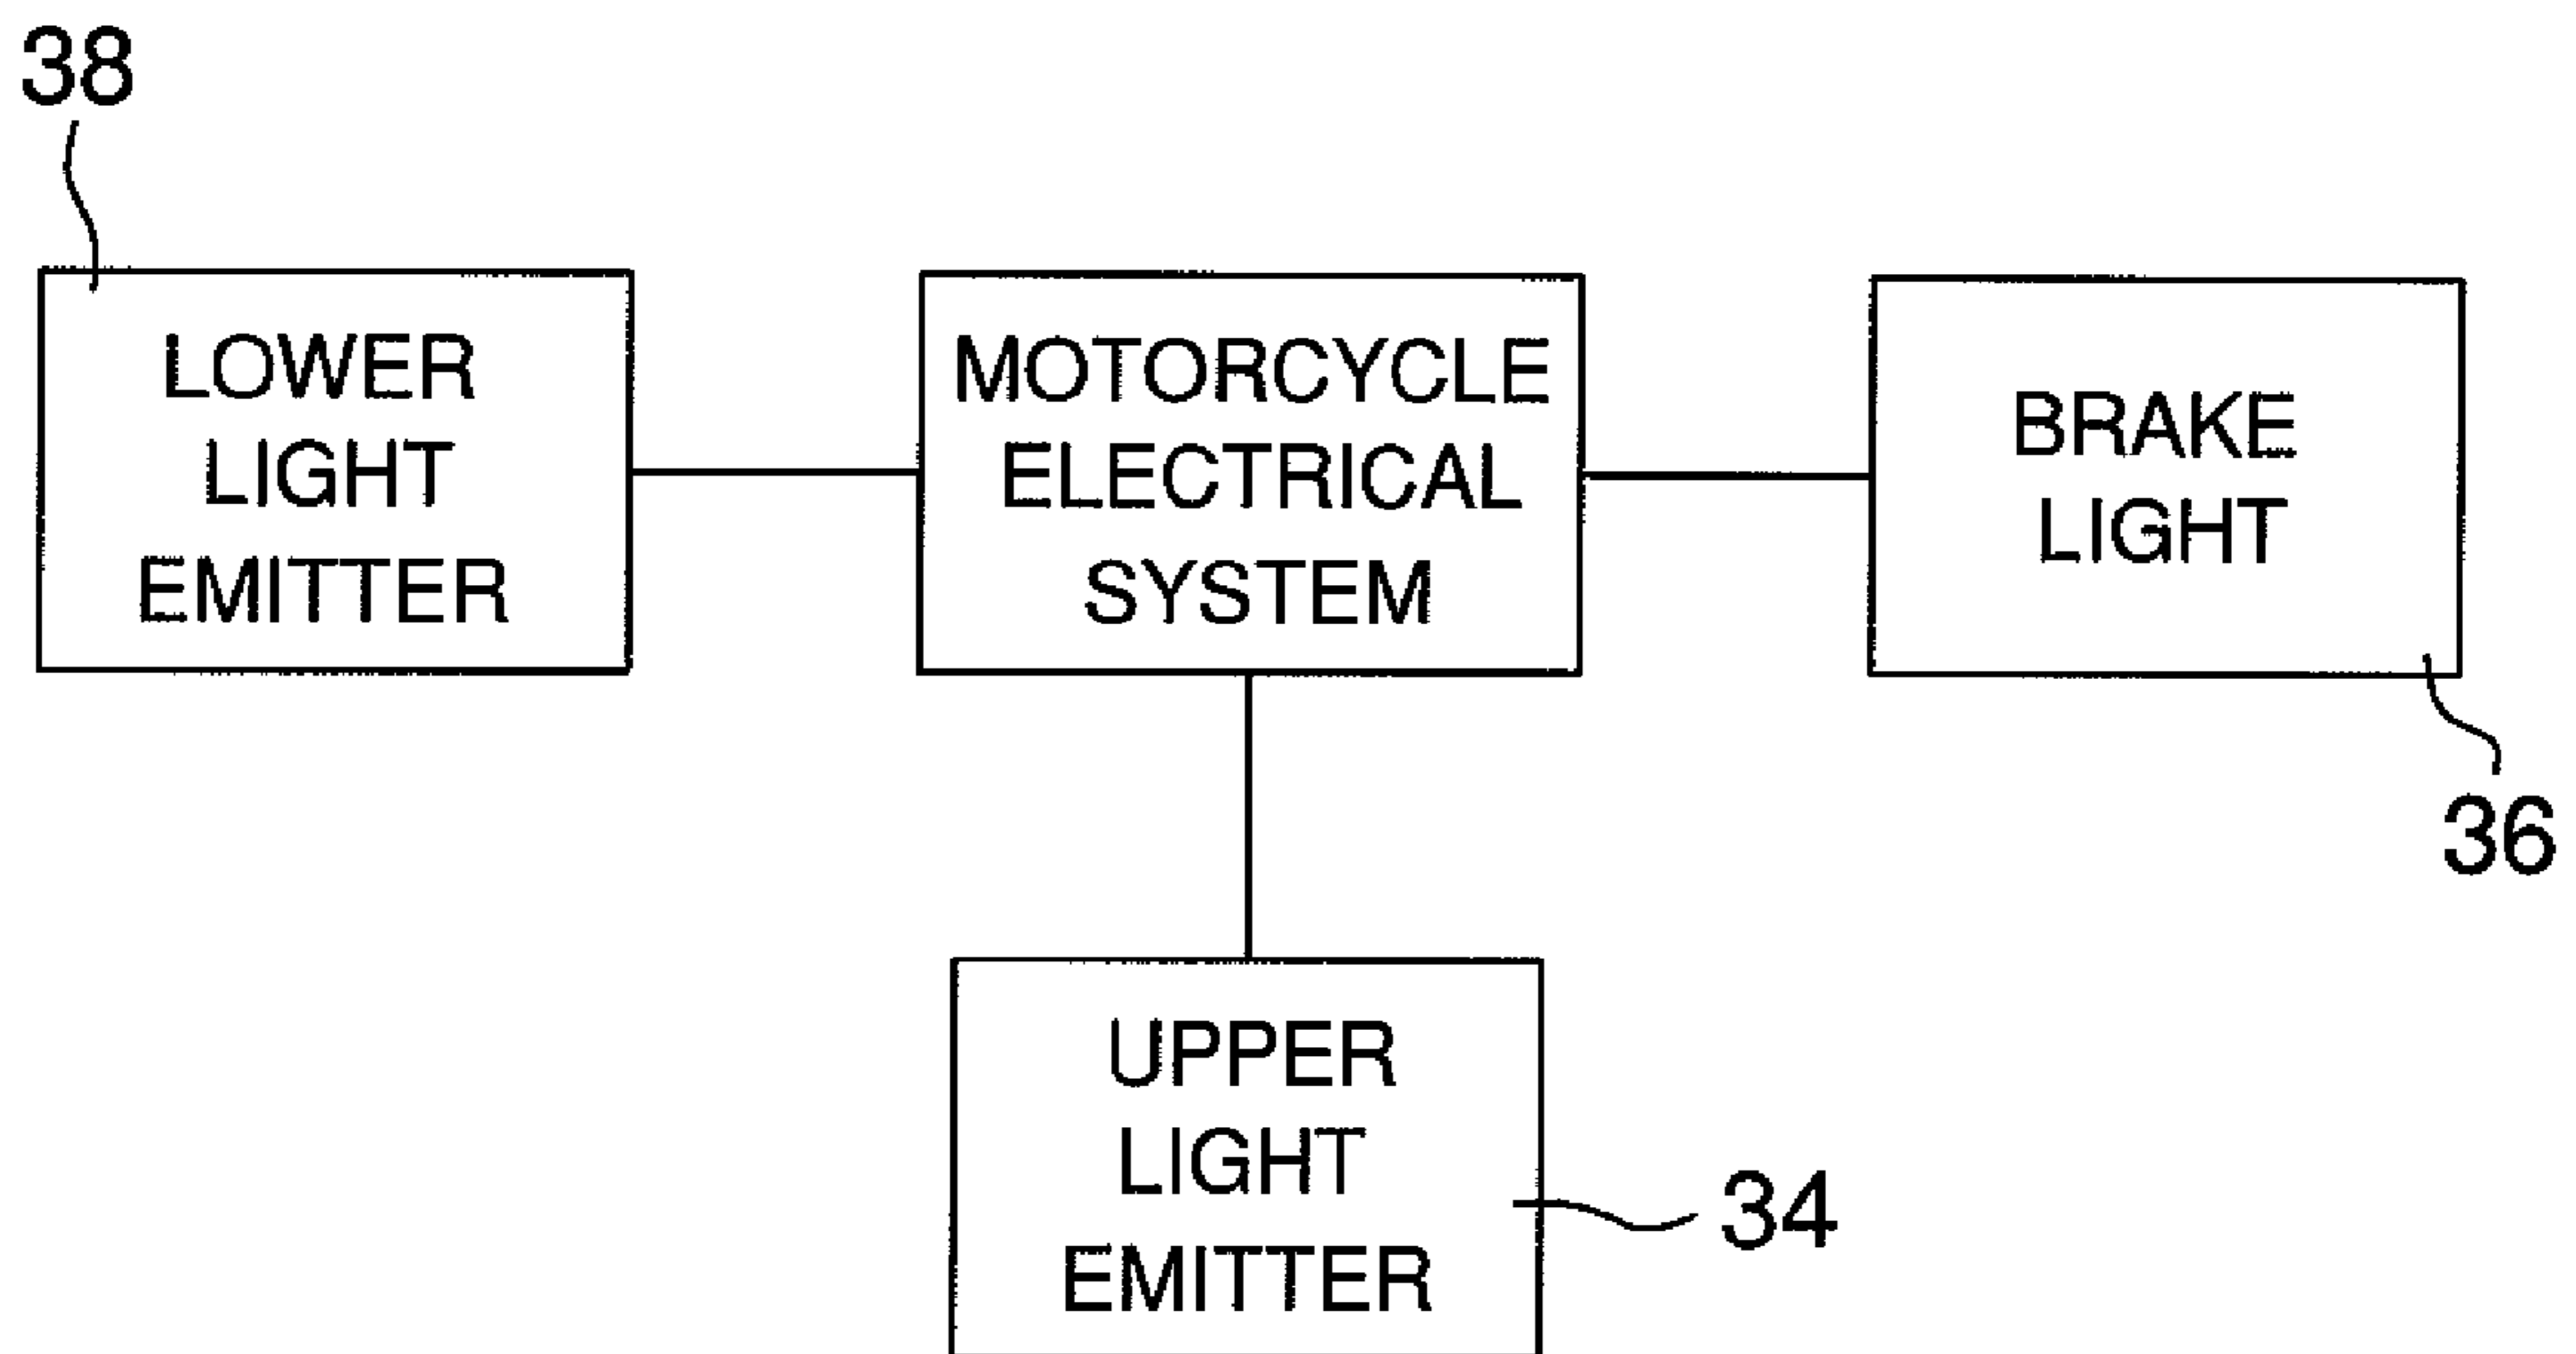 38
LOWER
LIGHT
EMITTER
MOTORCYCLE
ELECTRICAL
SYSTEM
BRAKE
LIGHT
36
UPPER
LIGHT
EMITTER
34